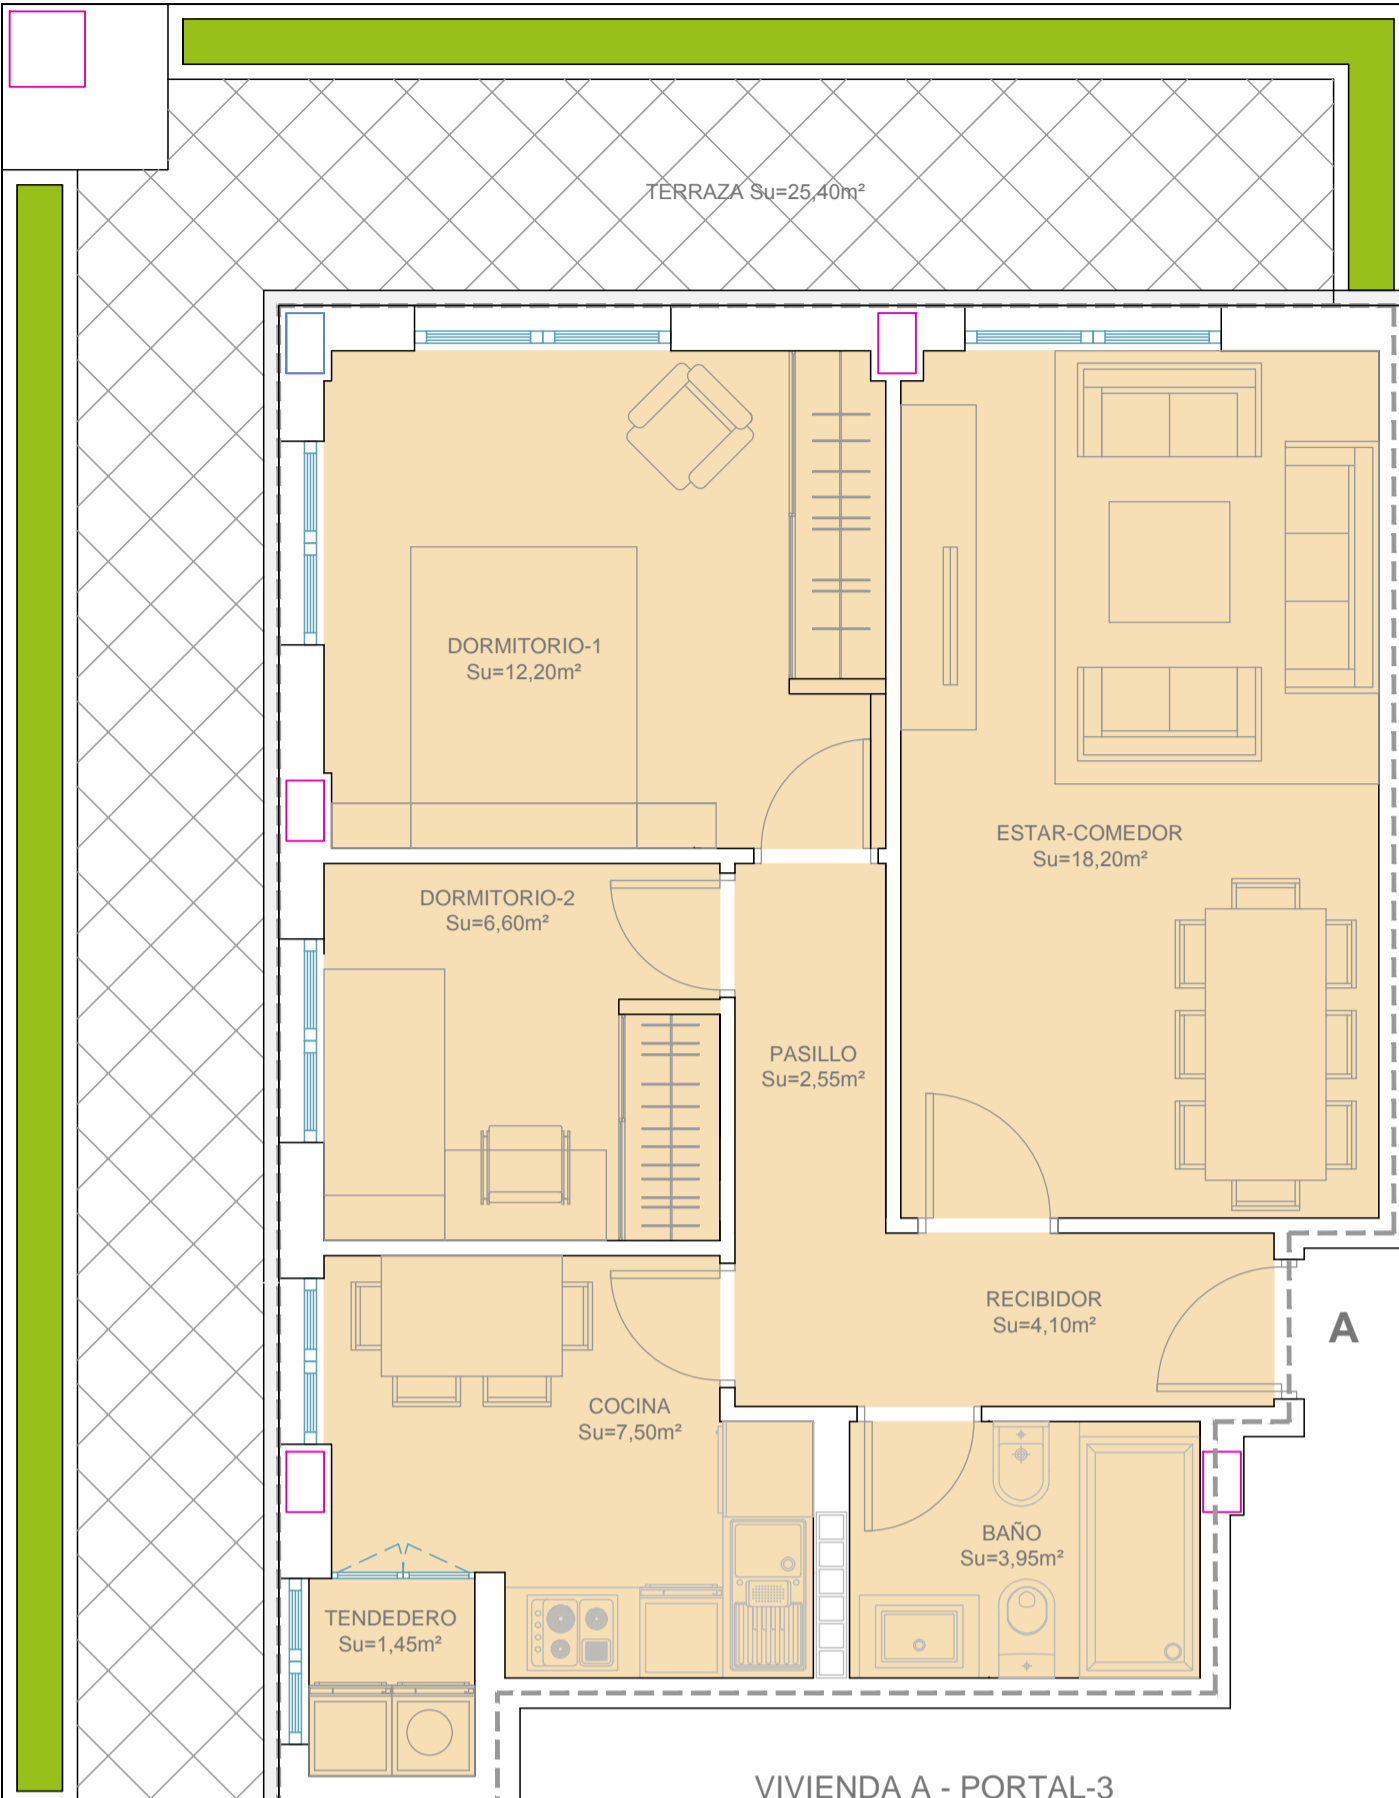 TERRAZA Su=25,40m²
DORMITORIO-1
Su=12,20m²
ESTAR-COMEDOR
Su=18,20m²
DORMITORIO-2
Su=6,60m²
PASILLO
Su=2,55m²
RECIBIDOR
Su=4,10m²
A
COCINA
Su=7,50m²
BAÑO
Su=3,95m²
TENDEDERO
Su=1,45m²
VIVIENDA A - PORTAL-3